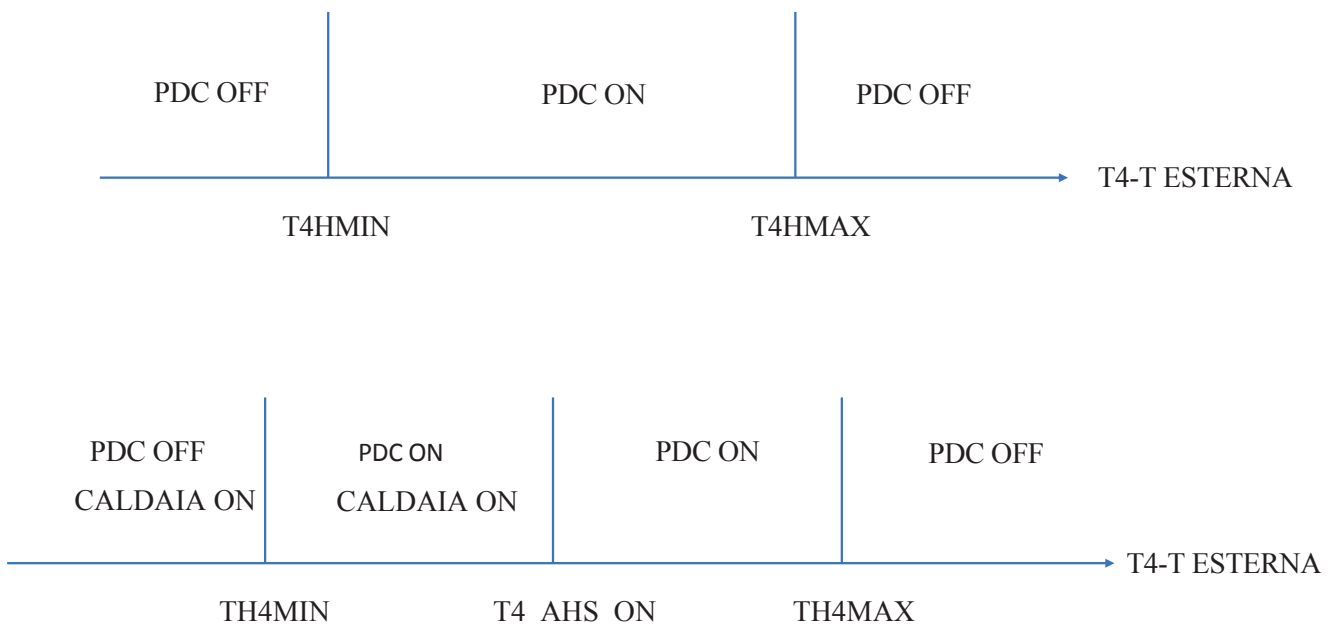 PDC OFF
PDC ON
PDC OFF
T4-T ESTERNA
T4HMIN
T4HMAX
PDC OFF
CALDAIA ON
PDC ON
CALDAIA ON
PDC ON
PDC OFF
T4-T ESTERNA
TH4MIN
T4 AHS ON
TH4MAX